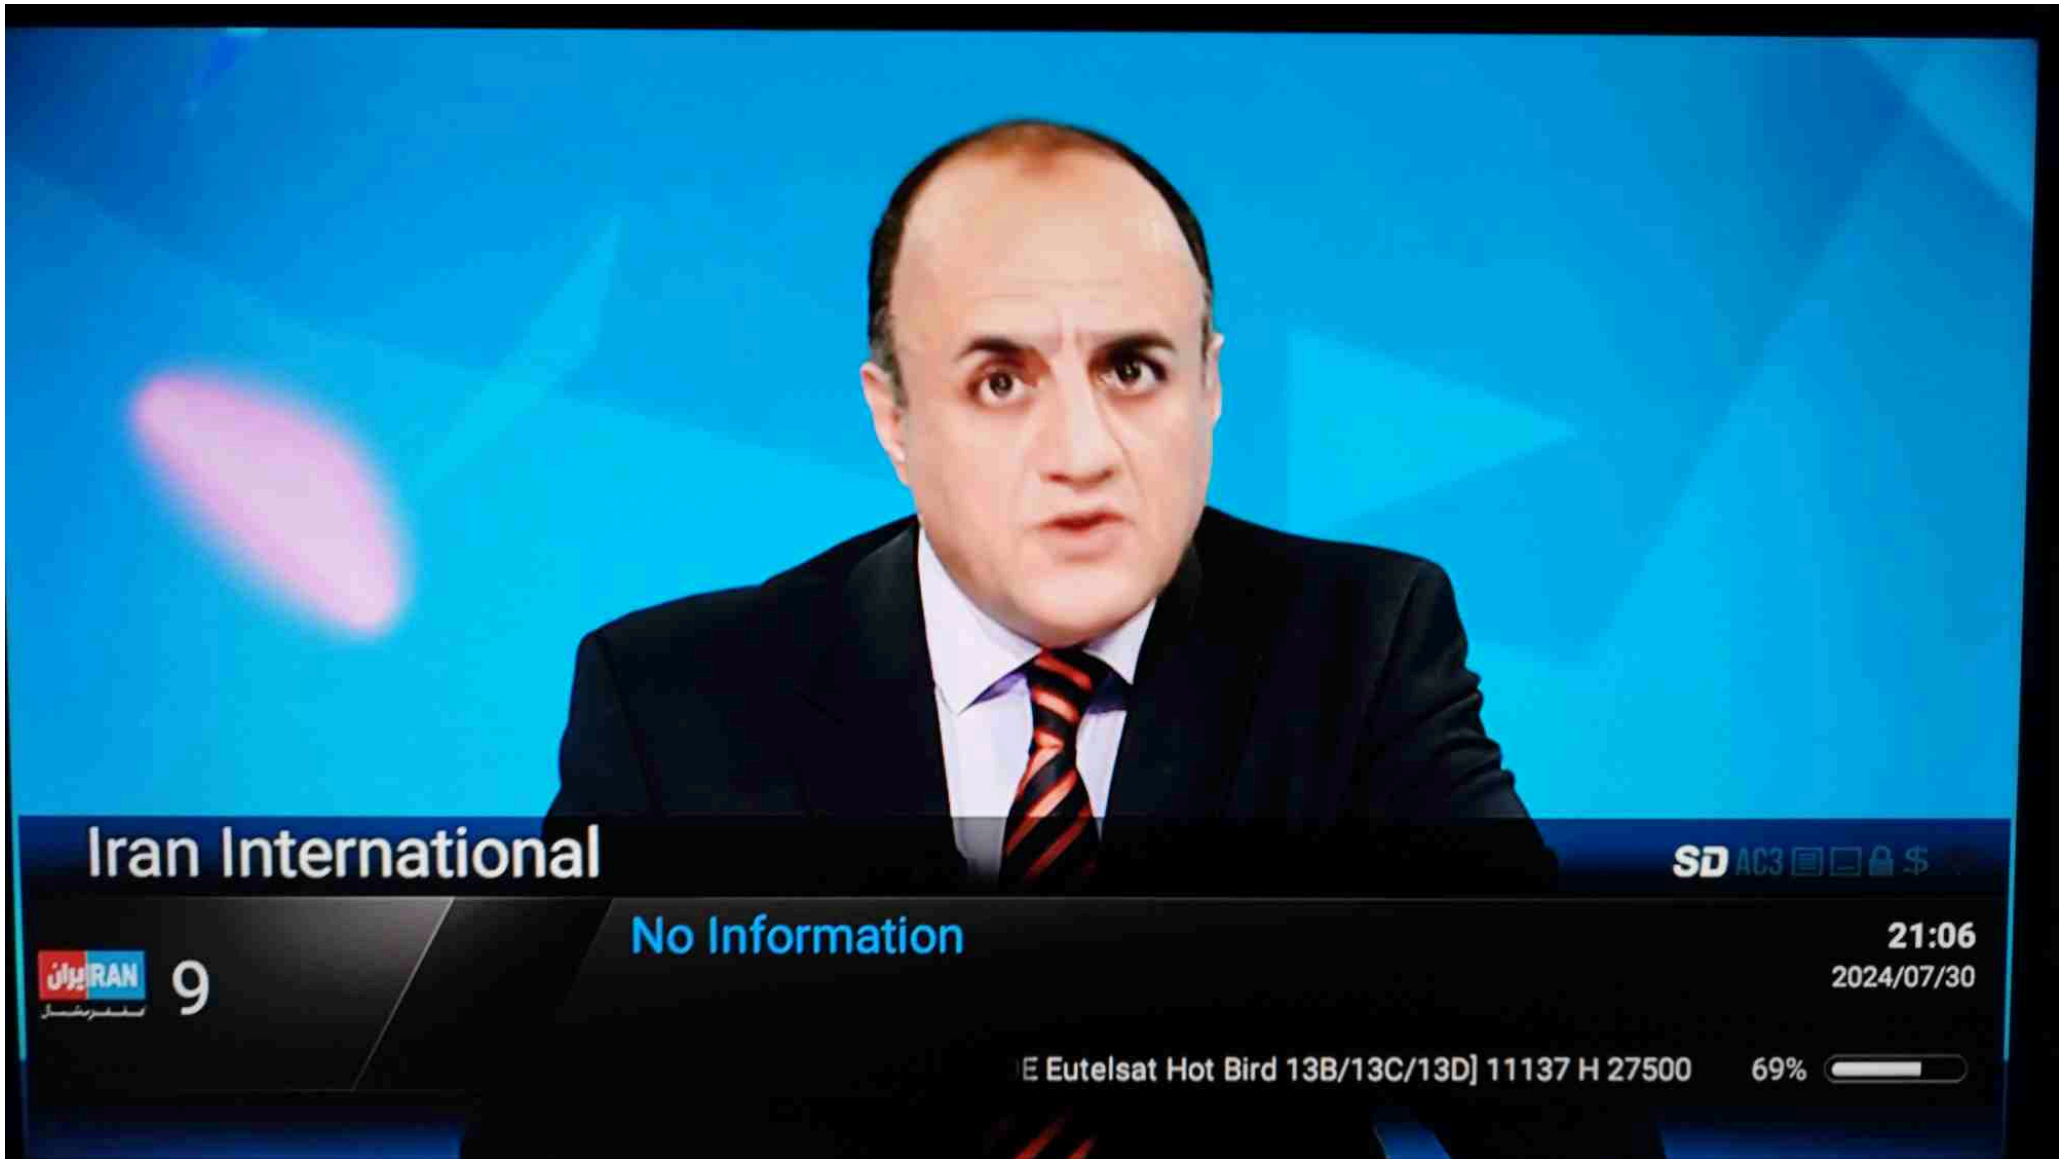 Iran International
SD AC3 $
ایران IRAN
اینترنشنال
9
No Information
21:06
2024/07/30
E Eutelsat Hot Bird 13B/13C/13D] 11137 H 27500
69%